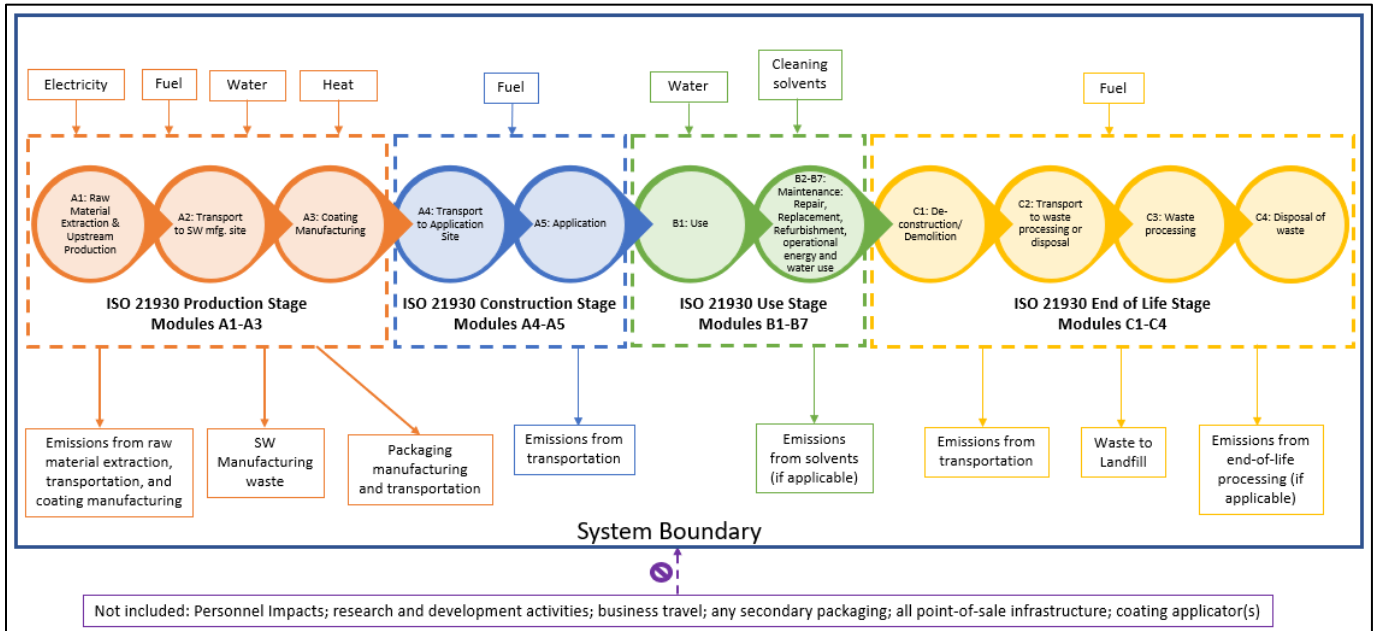 Electricity
Fuel
Water
Heat
Fuel
Water
Cleaning
solvents
Fuel
A1: Raw
Material
Extraction &
Upstream
Production
A2: Transport
to SW mfg. site
A3: Coating
Manufacturing
A4: Transport
to Application
Site
A5: Application
B1: Use
B2-B7:
Maintenance:
Repair,
Replacement,
Refurbishment,
operational
energy and
water use
C1: De-
construction/
Demolition
C2: Transport
to waste
processing or
disposal
C3: Waste
processing
C4: Disposal of
waste
ISO 21930 Production Stage
Modules A1-A3
ISO 21930 Construction Stage
Modules A4-A5
ISO 21930 Use Stage
Modules B1-B7
ISO 21930 End of Life Stage
Modules C1-C4
Emissions from raw
material extraction,
transportation, and
coating manufacturing
SW
Manufacturing
waste
Packaging
manufacturing
and transportation
Emissions from
transportation
Emissions
from solvents
(if applicable)
Emissions from
transportation
Waste to
Landfill
Emissions from
end-of-life
processing (if
applicable)
System Boundary
Not included: Personnel Impacts; research and development activities; business travel; any secondary packaging; all point-of-sale infrastructure; coating applicator(s)